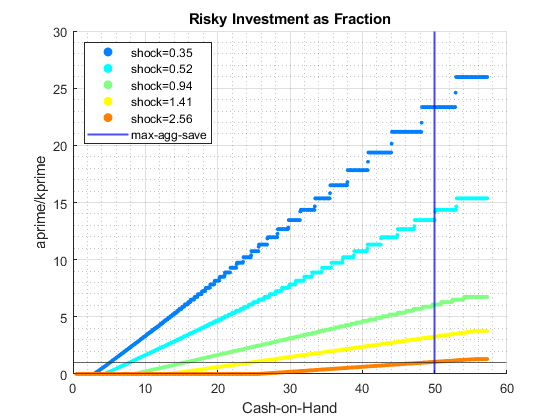 Risky Investment as Fraction
30
25
20
15
10
5
0
aprime/kprime
shock=0.35
shock=0.52
shock=0.94
shock=1.41
shock=2.56
max-agg-save
0 10 20 30 40 50 60
Cash-on-Hand